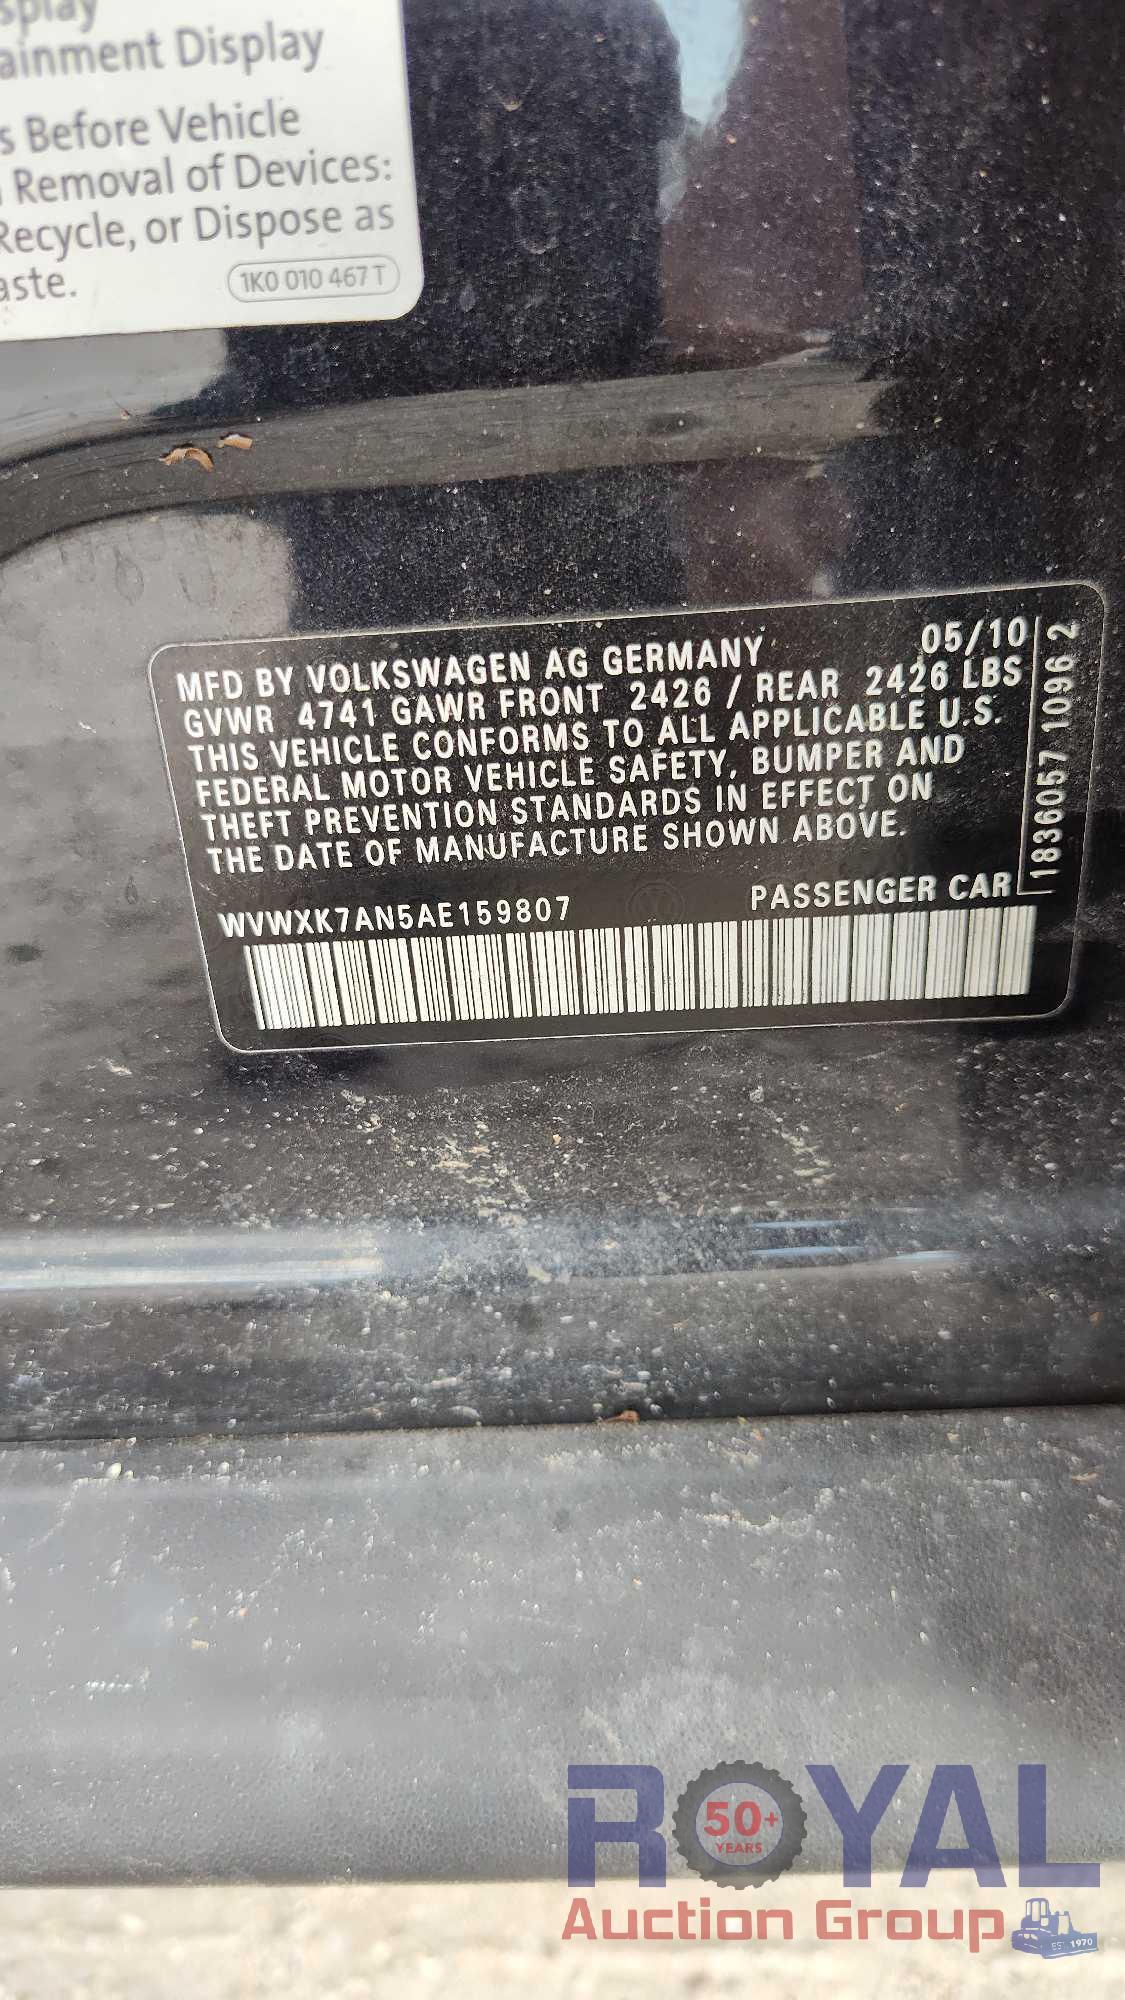 ainment Display
s Before Vehicle
Removal of Devices:
Recycle, or Dispose as
aste.
1K0 010 467 T
MFD BY VOLKSWAGEN AG GERMANY 05/10
GVWR 4741 GAWR FRONT 2426 / REAR 2426 LBS
THIS VEHICLE CONFORMS TO ALL APPLICABLE U.S.
FEDERAL MOTOR VEHICLE SAFETY, BUMPER AND
THEFT PREVENTION STANDARDS IN EFFECT ON
THE DATE OF MANUFACTURE SHOWN ABOVE.
WVWXK7AN5AE159807 PASSENGER CAR
1836057 1096 2
ROYAL
50+
YEARS
Auction Group
EST. 1970